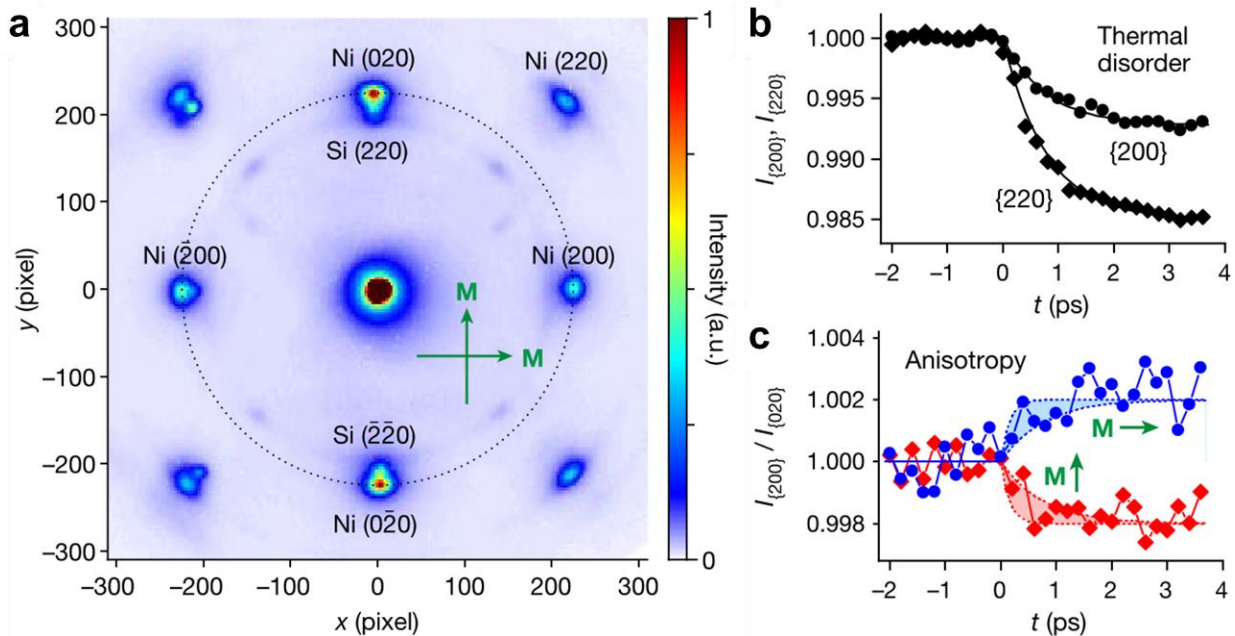 a
Ni (020)
Ni (220)
Si (220)
Ni (2̄00)
Ni (200)
M
M
Si (2̄2̄0)
Ni (02̄0)
300
200
100
0
−100
−200
−300
y (pixel)
−300
−200
−100
0
100
200
300
x (pixel)
1
Intensity (a.u.)
0
b
1.000
0.995
0.990
0.985
I{200}, I{220}
Thermal
disorder
{200}
{220}
−2
−1
0
1
2
3
4
t (ps)
c
1.004
1.002
1.000
0.998
I{200} / I{020}
Anisotropy
M
M
−2
−1
0
1
2
3
4
t (ps)